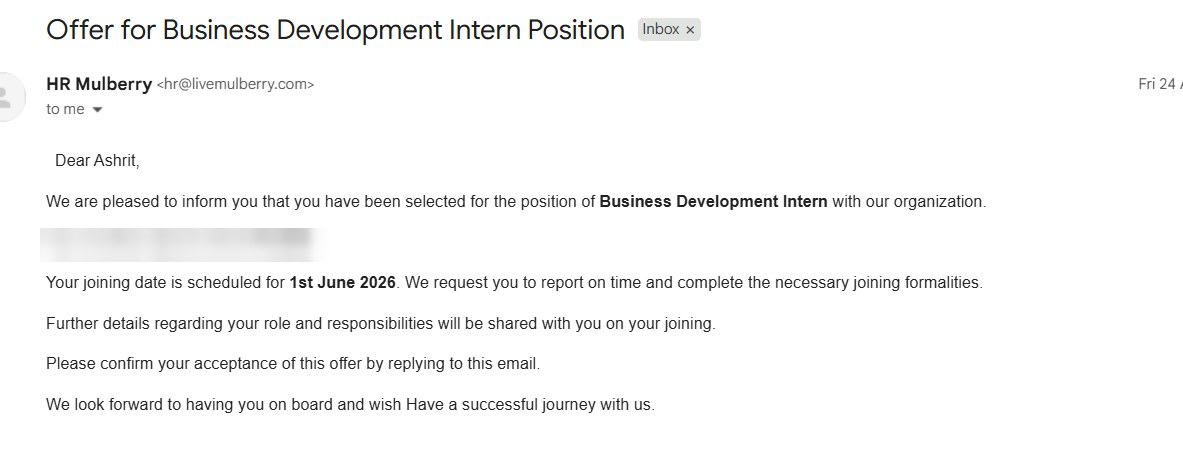 Offer for Business Development Intern Position Inbox ×
HR Mulberry <hr@livemulberry.com> Fri 24
to me
Dear Ashrit,
We are pleased to inform you that you have been selected for the position of Business Development Intern with our organization.
Your joining date is scheduled for 1st June 2026. We request you to report on time and complete the necessary joining formalities.
Further details regarding your role and responsibilities will be shared with you on your joining.
Please confirm your acceptance of this offer by replying to this email.
We look forward to having you on board and wish Have a successful journey with us.